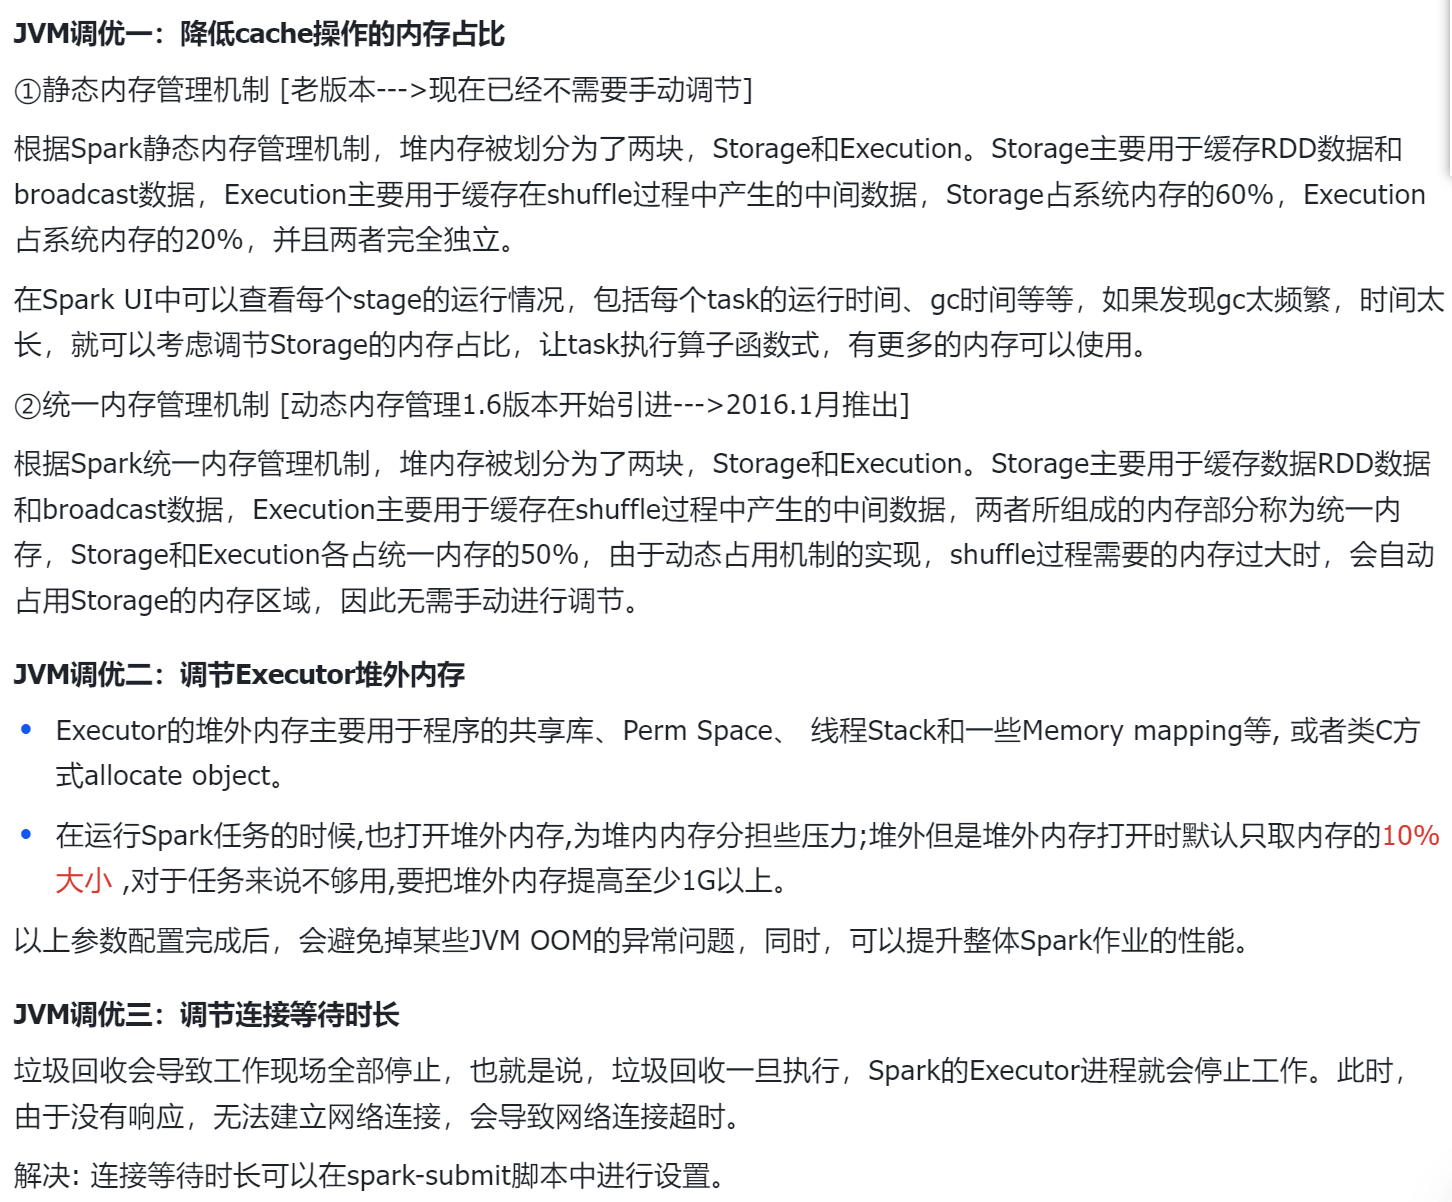 JVM调优一：降低cache操作的内存占比
①静态内存管理机制 [老版本--->现在已经不需要手动调节]
根据Spark静态内存管理机制，堆内存被划分为了两块，Storage和Execution。Storage主要用于缓存RDD数据和
broadcast数据，Execution主要用于缓存在shuffle过程中产生的中间数据，Storage占系统内存的60%，Execution
占系统内存的20%，并且两者完全独立。
在Spark UI中可以查看每个stage的运行情况，包括每个task的运行时间、gc时间等等，如果发现gc太频繁，时间太
长，就可以考虑调节Storage的内存占比，让task执行算子函数式，有更多的内存可以使用。
②统一内存管理机制 [动态内存管理1.6版本开始引进--->2016.1月推出]
根据Spark统一内存管理机制，堆内存被划分为了两块，Storage和Execution。Storage主要用于缓存数据RDD数据
和broadcast数据，Execution主要用于缓存在shuffle过程中产生的中间数据，两者所组成的内存部分称为统一内
存，Storage和Execution各占统一内存的50%，由于动态占用机制的实现，shuffle过程需要的内存过大时，会自动
占用Storage的内存区域，因此无需手动进行调节。
JVM调优二：调节Executor堆外内存
• Executor的堆外内存主要用于程序的共享库、Perm Space、 线程Stack和一些Memory mapping等, 或者类C方
式allocate object。
• 在运行Spark任务的时候,也打开堆外内存,为堆内内存分担些压力;堆外但是堆外内存打开时默认只取内存的10%
大小 ,对于任务来说不够用,要把堆外内存提高至少1G以上。
以上参数配置完成后，会避免掉某些JVM OOM的异常问题，同时，可以提升整体Spark作业的性能。
JVM调优三：调节连接等待时长
垃圾回收会导致工作现场全部停止，也就是说，垃圾回收一旦执行，Spark的Executor进程就会停止工作。此时，
由于没有响应，无法建立网络连接，会导致网络连接超时。
解决: 连接等待时长可以在spark-submit脚本中进行设置。